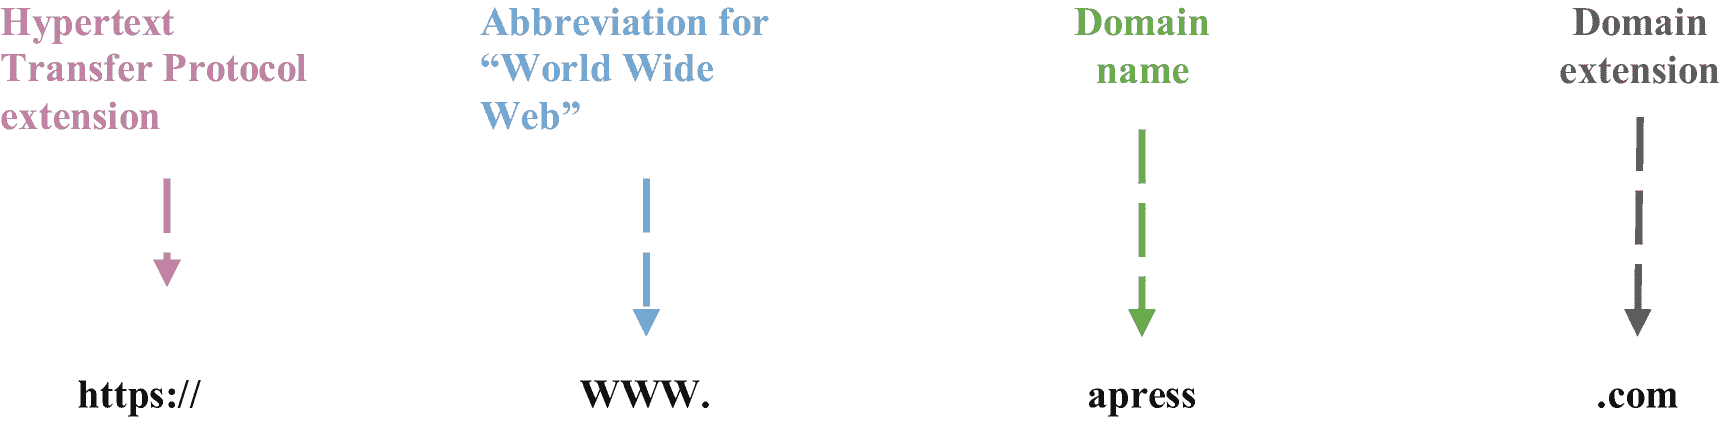 Hypertext
Transfer Protocol
extension
Abbreviation for
“World Wide
Web”
Domain
name
Domain
extension
https://
WWW.
apress
.com